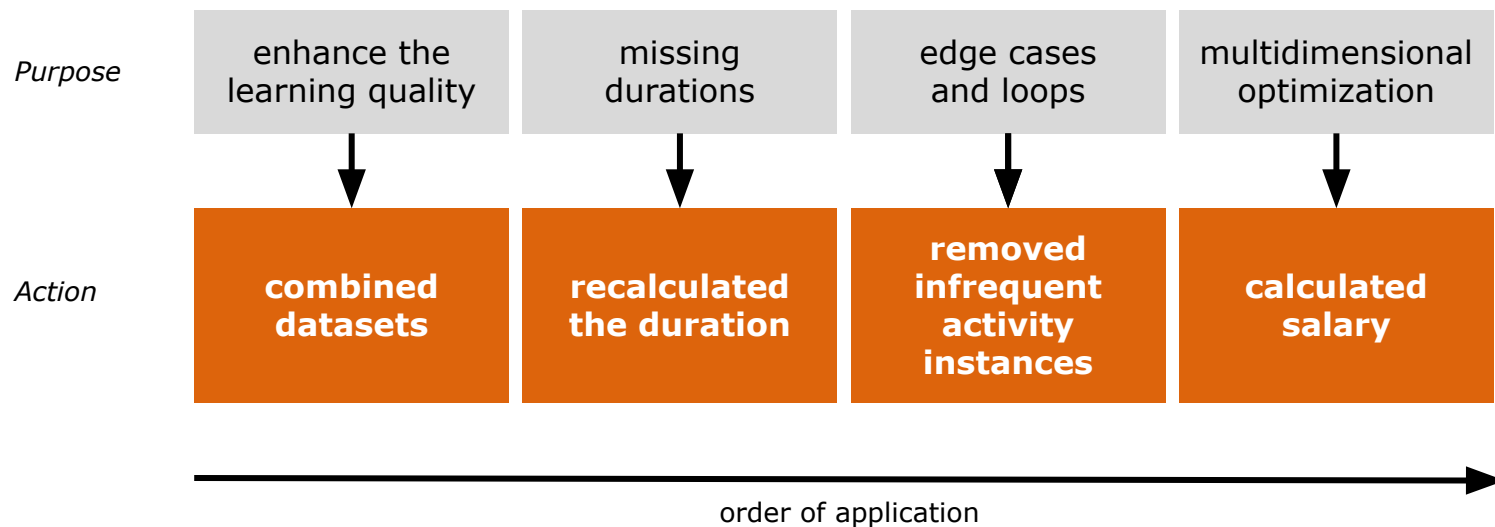 Purpose
enhance the
learning quality
missing
durations
edge cases
and loops
multidimensional
optimization
Action
combined
datasets
recalculated
the duration
removed
infrequent
activity
instances
calculated
salary
order of application